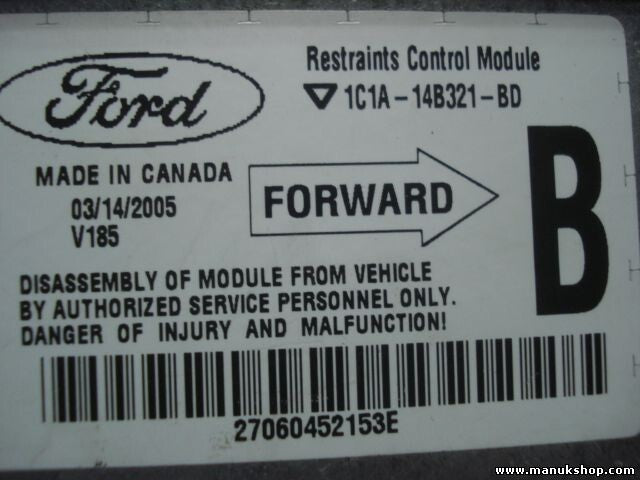 Ford
Restraints Control Module
1C1A-14B321-BD
MADE IN CANADA
03/14/2005
V185
FORWARD
B
DISASSEMBLY OF MODULE FROM VEHICLE
BY AUTHORIZED SERVICE PERSONNEL ONLY.
DANGER OF INJURY AND MALFUNCTION!
27060452153E
www.manukshop.com